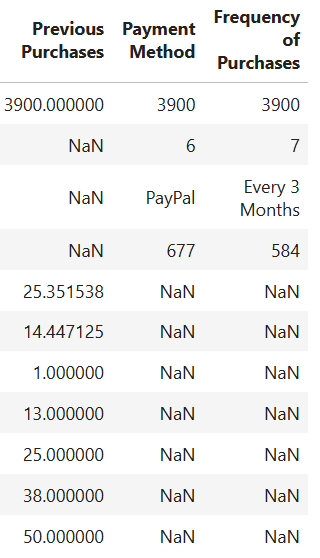 Previous Purchases Payment Method Frequency of Purchases
3900.000000 3900 3900
NaN 6 7
NaN PayPal Every 3 Months
NaN 677 584
25.351538 NaN NaN
14.447125 NaN NaN
1.000000 NaN NaN
13.000000 NaN NaN
25.000000 NaN NaN
38.000000 NaN NaN
50.000000 NaN NaN